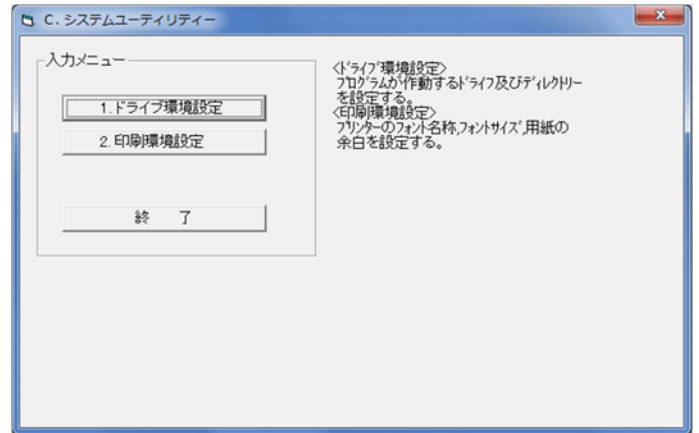 C. システムユーティリティー
入力メニュー
1.ドライブ環境設定
2.印刷環境設定
終　了
<ﾄﾞﾗｲﾌﾞ環境設定>
ﾌﾟﾛｸﾞﾗﾑが作動するﾄﾞﾗｲﾌ及びﾃﾞｨﾚｸﾄﾘｰ
を設定する。
<印刷環境設定>
ﾌﾟﾘﾝﾀｰのﾌｫﾝﾄ名称,ﾌｫﾝﾄｻｲｽﾞ,用紙の
余白を設定する。